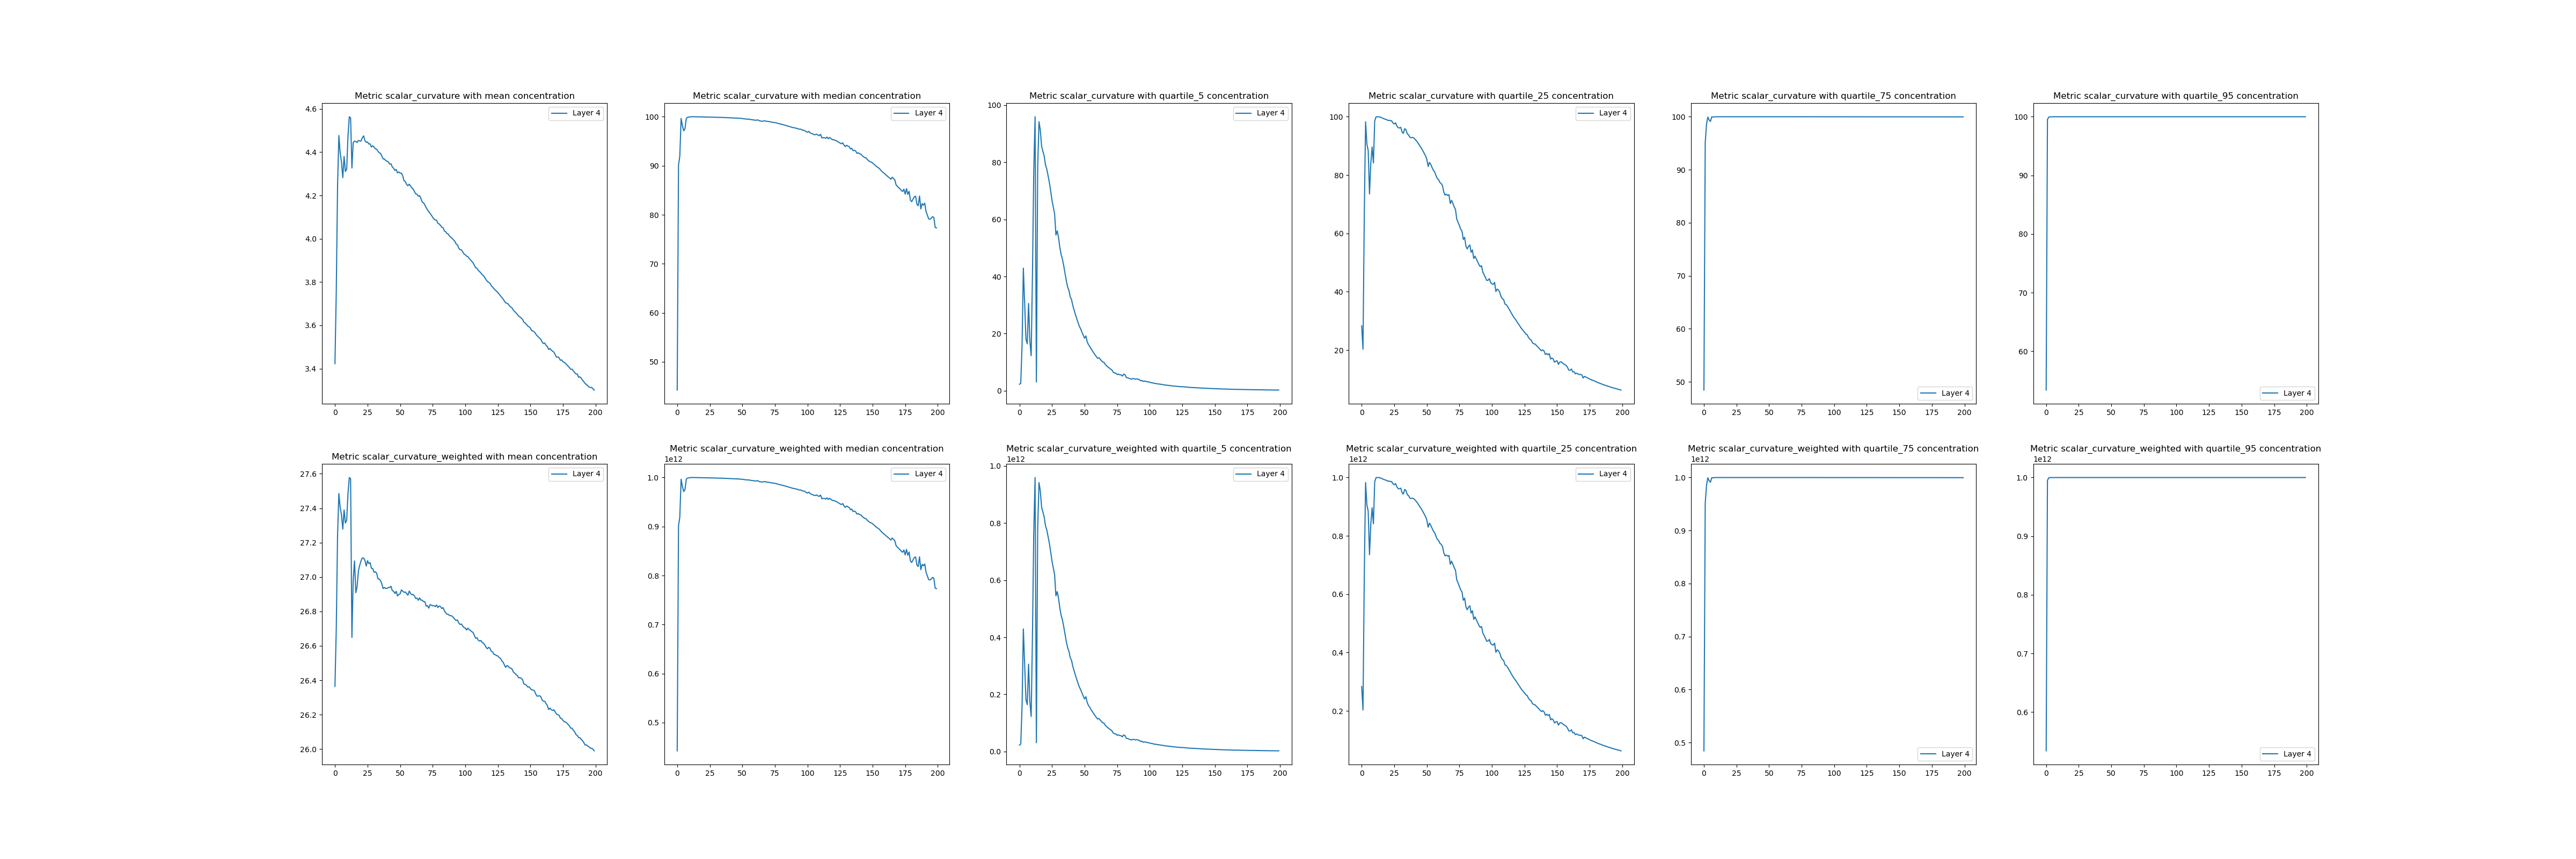 Metric scalar_curvature with mean concentration
Layer 4
4.6
4.4
4.2
4.0
3.8
3.6
3.4
0 25 50 75 100 125 150 175 200
Metric scalar_curvature with median concentration
Layer 4
100
90
80
70
60
50
0 25 50 75 100 125 150 175 200
Metric scalar_curvature with quartile_5 concentration
Layer 4
100
80
60
40
20
0
0 25 50 75 100 125 150 175 200
Metric scalar_curvature with quartile_25 concentration
Layer 4
100
80
60
40
20
0 25 50 75 100 125 150 175 200
Metric scalar_curvature with quartile_75 concentration
100
90
80
70
60
50
Layer 4
0 25 50 75 100 125 150 175 200
Metric scalar_curvature with quartile_95 concentration
100
90
80
70
60
Layer 4
0 25 50 75 100 125 150 175 200
Metric scalar_curvature_weighted with mean concentration
Layer 4
27.6
27.4
27.2
27.0
26.8
26.6
26.4
26.2
26.0
0 25 50 75 100 125 150 175 200
Metric scalar_curvature_weighted with median concentration
1e12
Layer 4
1.0
0.9
0.8
0.7
0.6
0.5
0 25 50 75 100 125 150 175 200
Metric scalar_curvature_weighted with quartile_5 concentration
1e12
Layer 4
1.0
0.8
0.6
0.4
0.2
0.0
0 25 50 75 100 125 150 175 200
Metric scalar_curvature_weighted with quartile_25 concentration
1e12
Layer 4
1.0
0.8
0.6
0.4
0.2
0 25 50 75 100 125 150 175 200
Metric scalar_curvature_weighted with quartile_75 concentration
1e12
1.0
0.9
0.8
0.7
0.6
0.5
Layer 4
0 25 50 75 100 125 150 175 200
Metric scalar_curvature_weighted with quartile_95 concentration
1e12
1.0
0.9
0.8
0.7
0.6
Layer 4
0 25 50 75 100 125 150 175 200